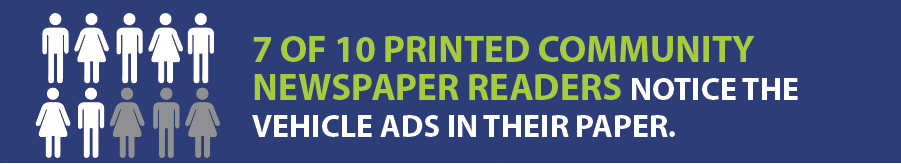 7 OF 10 PRINTED COMMUNITY
NEWSPAPER READERS NOTICE THE
VEHICLE ADS IN THEIR PAPER.